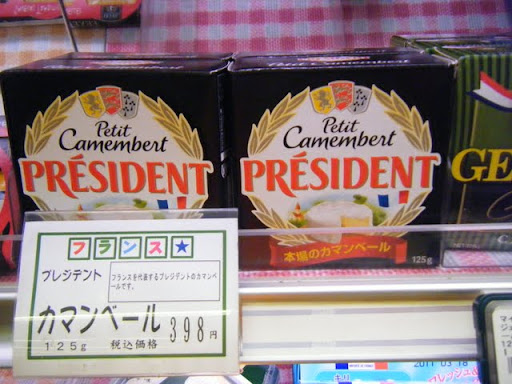 Petit
Camembert
PRÉSIDENT
Petit
Camembert
PRÉSIDENT
本場のカマンベール
125g
GE
フランス★
プレジデント
フランスを代表するプレジデントのカマンベールです。
カマンベール 398円
125g 税込価格